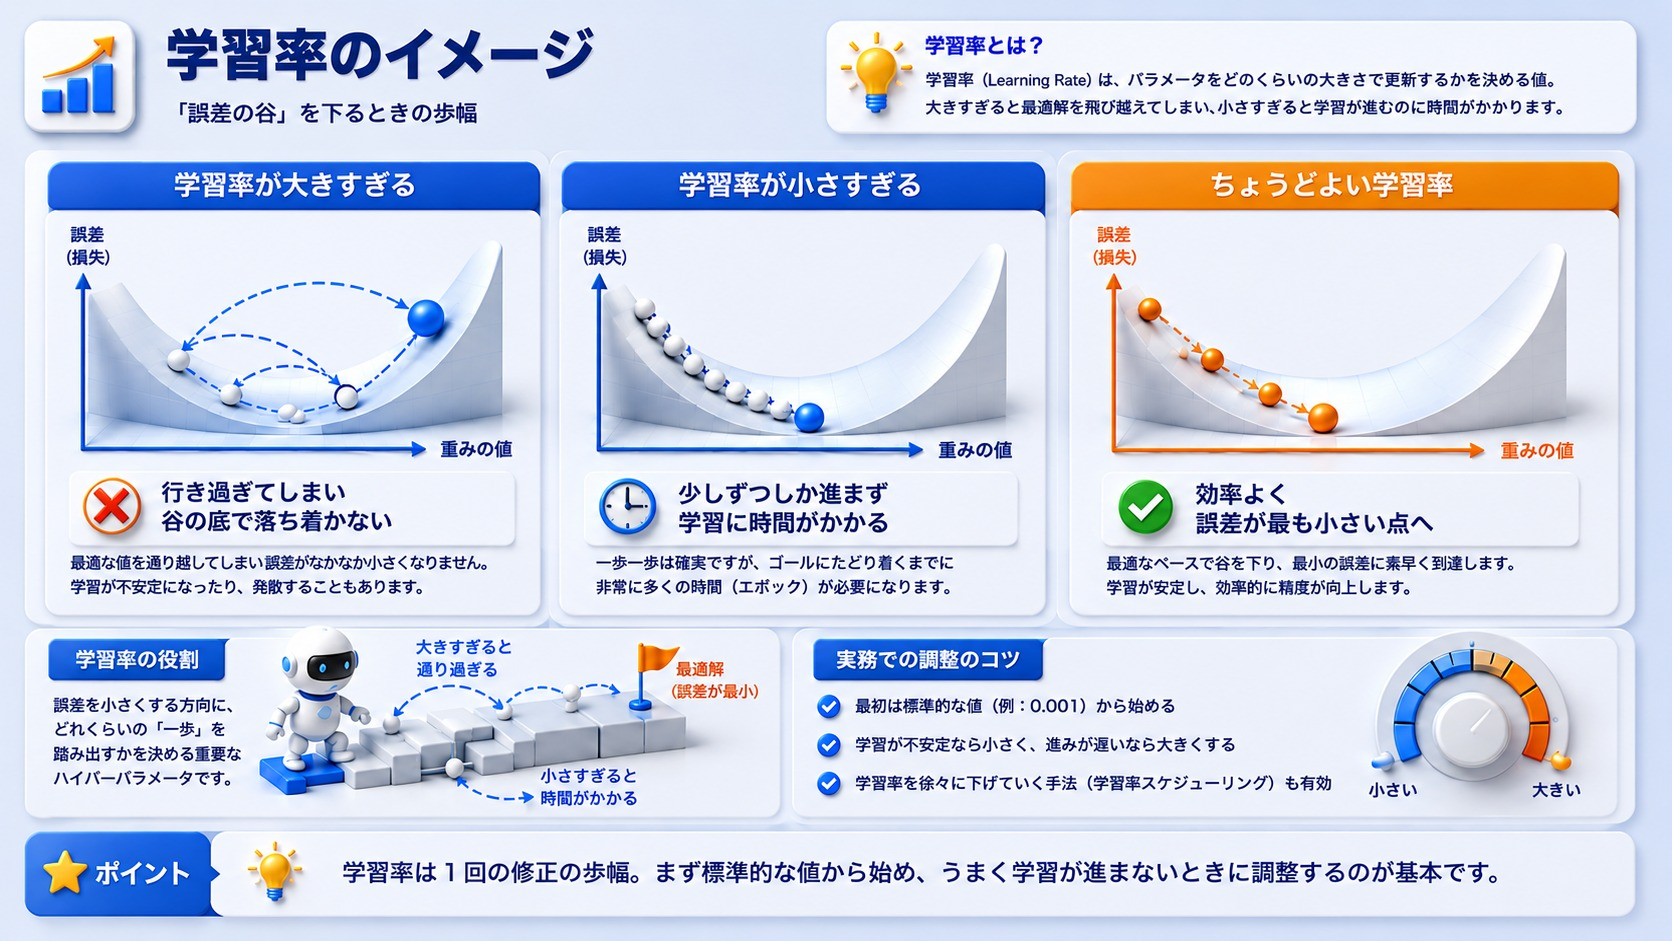 学習率のイメージ
「誤差の谷」を下るときの歩幅
学習率とは？
学習率（Learning Rate）は、パラメータをどのくらいの大きさで更新するかを決める値。
大きすぎると最適解を飛び越えてしまい、小さすぎると学習が進むのに時間がかかります。
学習率が大きすぎる
誤差
（損失）
重みの値
行き過ぎてしまい
谷の底で落ち着かない
最適な値を通り越してしまい誤差がなかなか小さくなりません。
学習が不安定になったり、発散することもあります。
学習率が小さすぎる
誤差
（損失）
重みの値
少しずつしか進まず
学習に時間がかかる
一歩一歩は確実ですが、ゴールにたどり着くまでに
非常に多くの時間（エポック）が必要になります。
ちょうどよい学習率
誤差
（損失）
重みの値
効率よく
誤差が最も小さい点へ
最適なペースで谷を下り、最小の誤差に素早く到達します。
学習が安定し、効率的に精度が向上します。
学習率の役割
誤差を小さくする方向に、
どれくらいの「一歩」を
踏み出すかを決める重要な
ハイパーパラメータです。
大きすぎると
通り過ぎる
最適解
（誤差が最小）
小さすぎると
時間がかかる
実務での調整のコツ
最初は標準的な値（例：0.001）から始める
学習が不安定なら小さく、進みが遅いなら大きくする
学習率を徐々に下げていく手法（学習率スケジューリング）も有効
小さい
大きい
ポイント
学習率は1回の修正の歩幅。まず標準的な値から始め、うまく学習が進まないときに調整するのが基本です。